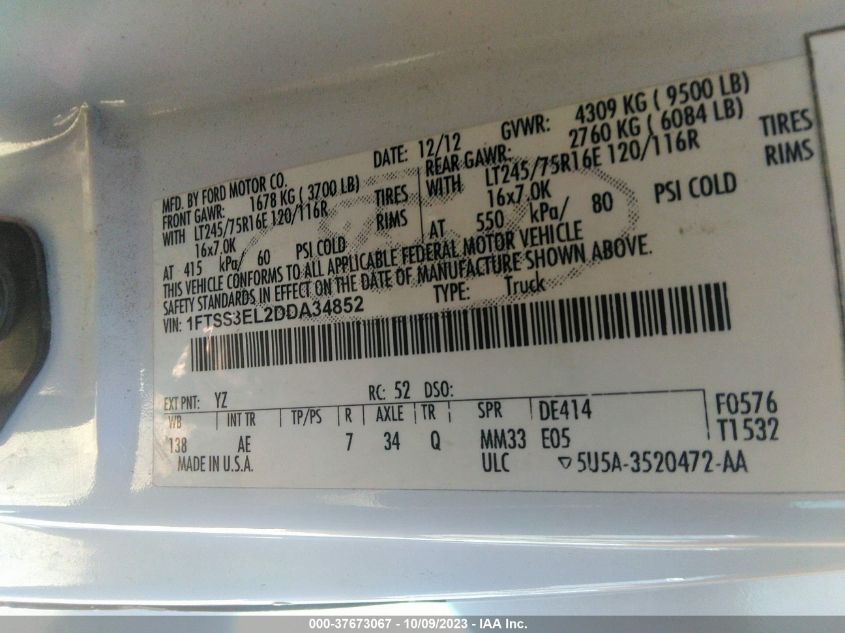 MFD. BY FORD MOTOR CO.
DATE: 12/12 GVWR: 4309 KG ( 9500 LB)
FRONT GAWR: 1678 KG ( 3700 LB)
REAR GAWR: 2760 KG ( 6084 LB)
WITH LT245/75R16E 120/116R TIRES
WITH LT245/75R16E 120/116R TIRES
16x7.0K RIMS
16x7.0K RIMS
AT 415 kPa/ 60 PSI COLD
AT 550 kPa/ 80 PSI COLD
THIS VEHICLE CONFORMS TO ALL APPLICABLE FEDERAL MOTOR VEHICLE
SAFETY STANDARDS IN EFFECT ON THE DATE OF MANUFACTURE SHOWN ABOVE.
VIN: 1FTSS3EL2DDA34852 TYPE: Truck
EXT PNT: YZ RC: 52 DSO:
WB INT TR TP/PS R AXLE TR SPR DE414 F0576
138 AE 7 34 Q MM33 E05 T1532
MADE IN U.S.A. ULC 5U5A-3520472-AA
000-37673067 - 10/09/2023 - IAA Inc.